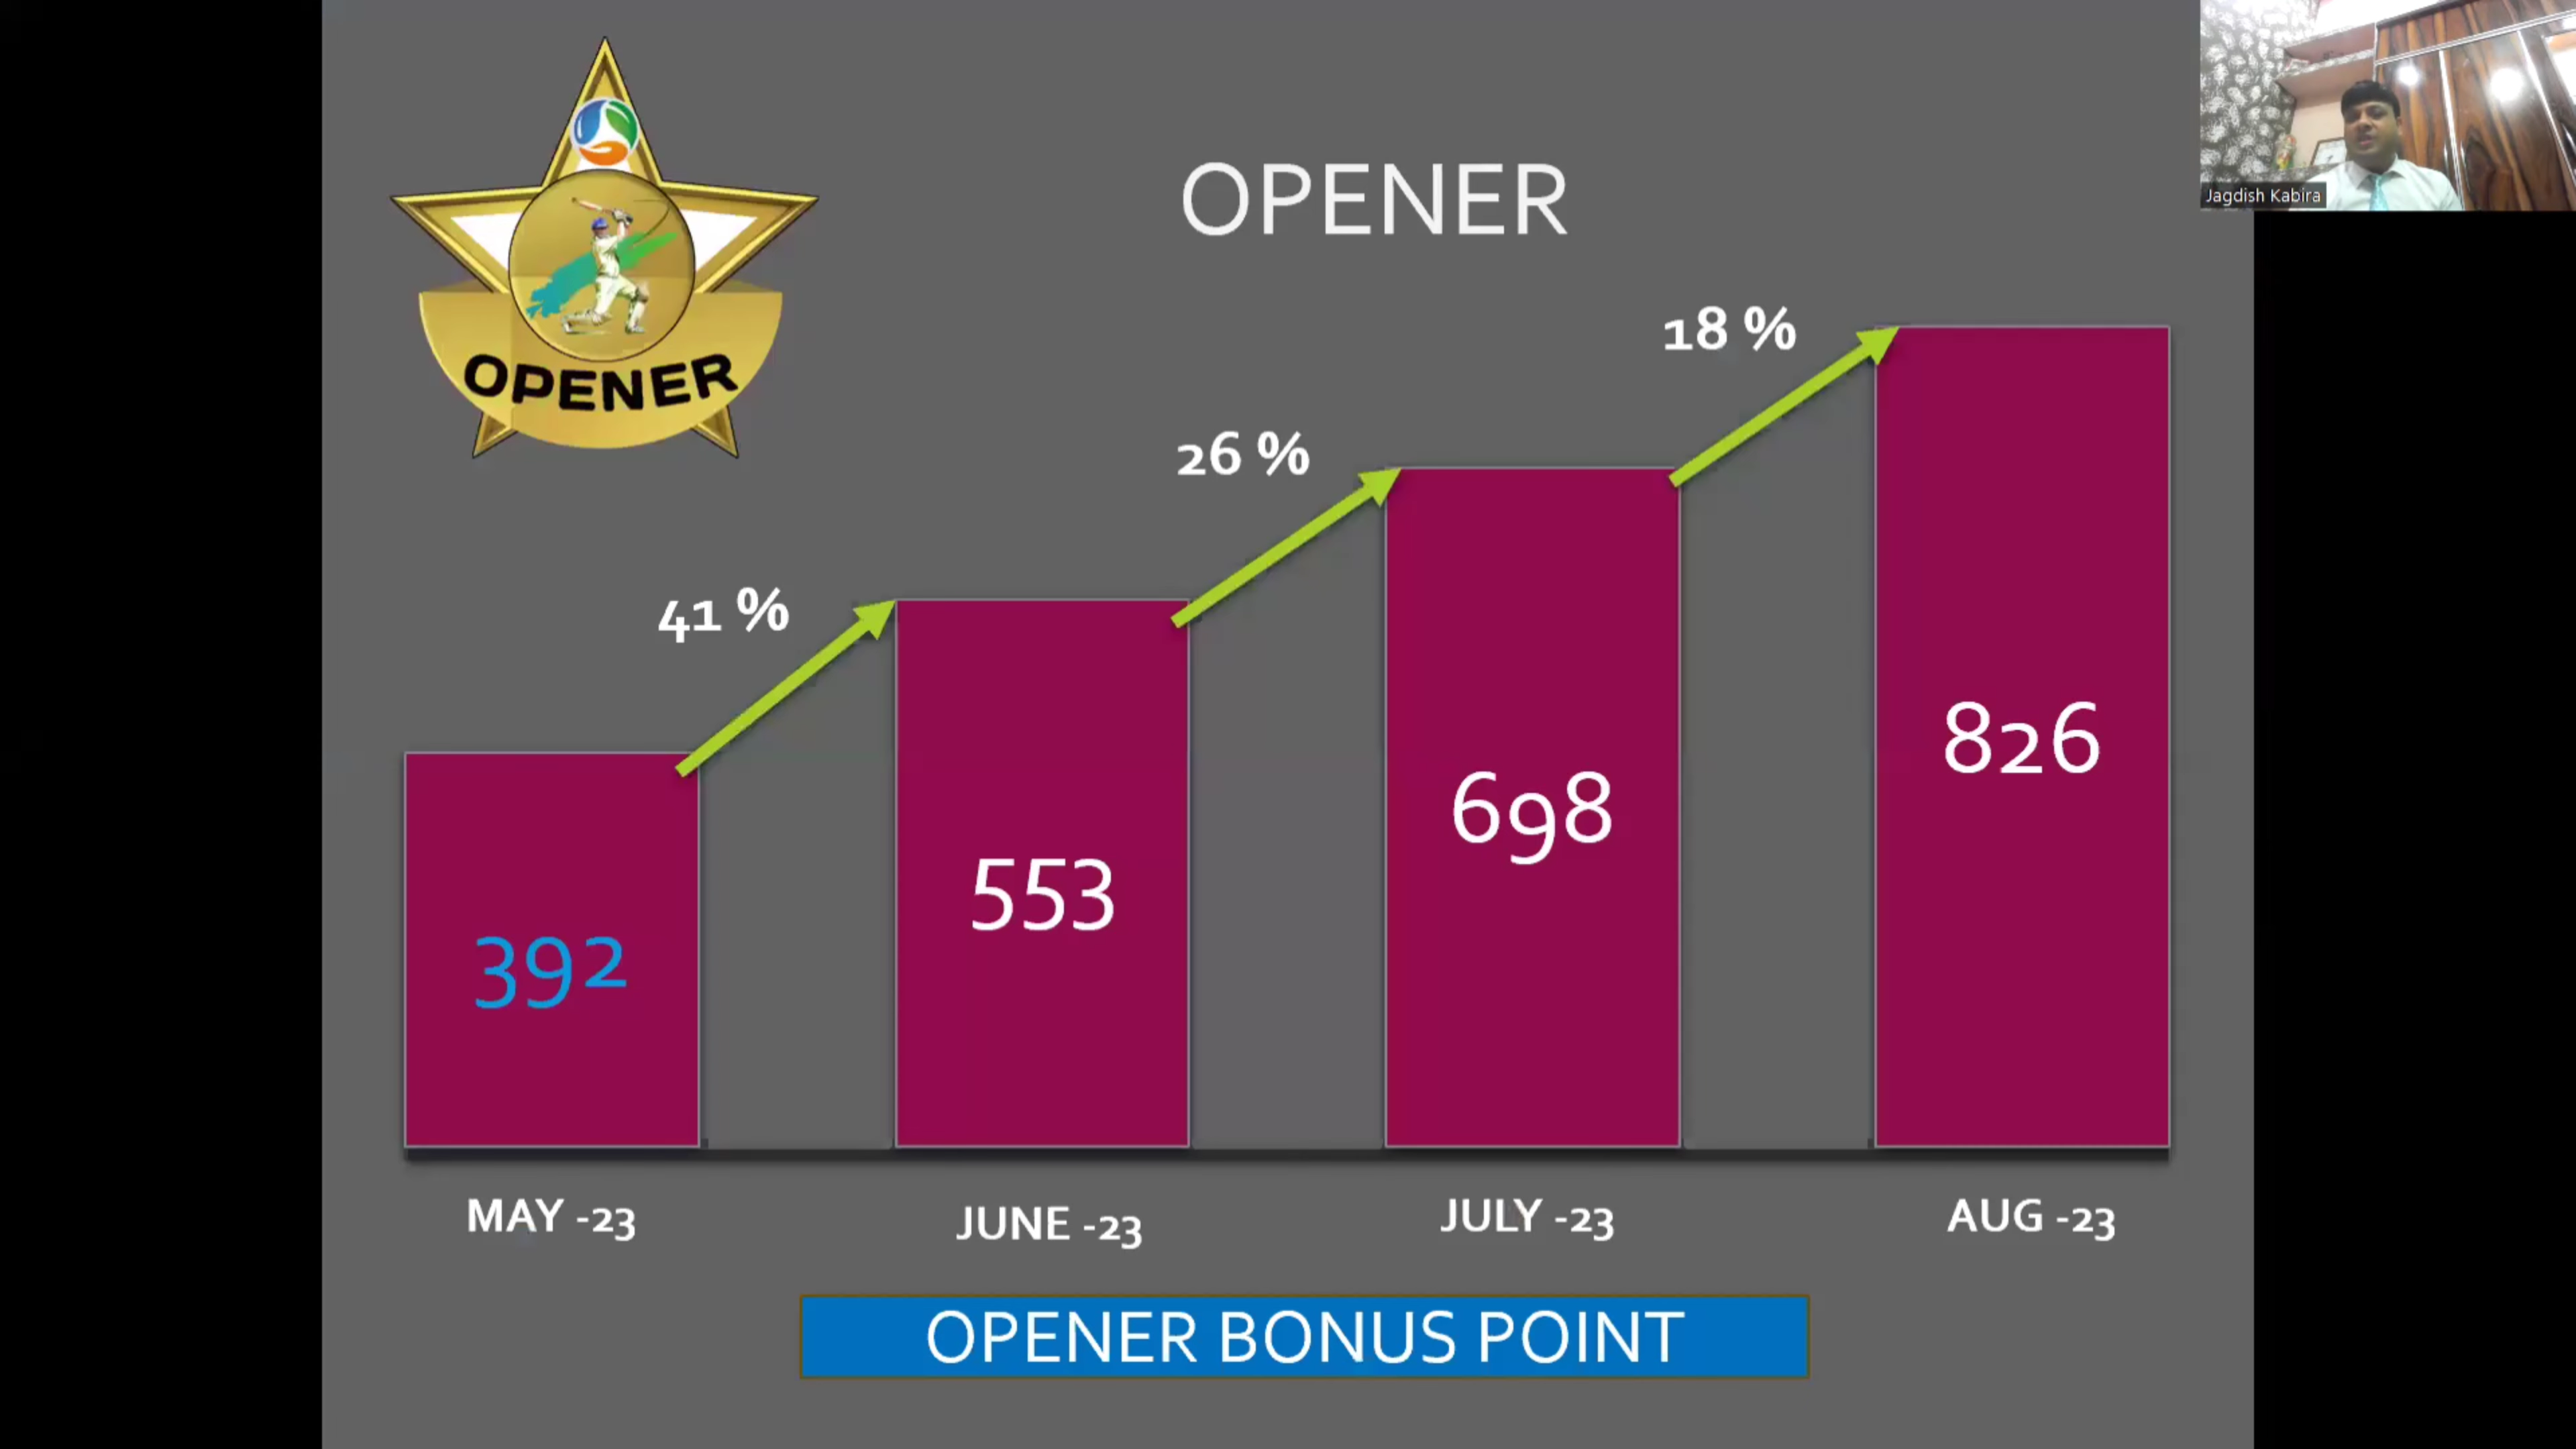 OPENER
Jagdish Kabira
OPENER
18 %
26 %
41 %
826
698
553
392
MAY -23
JUNE -23
JULY -23
AUG -23
OPENER BONUS POINT